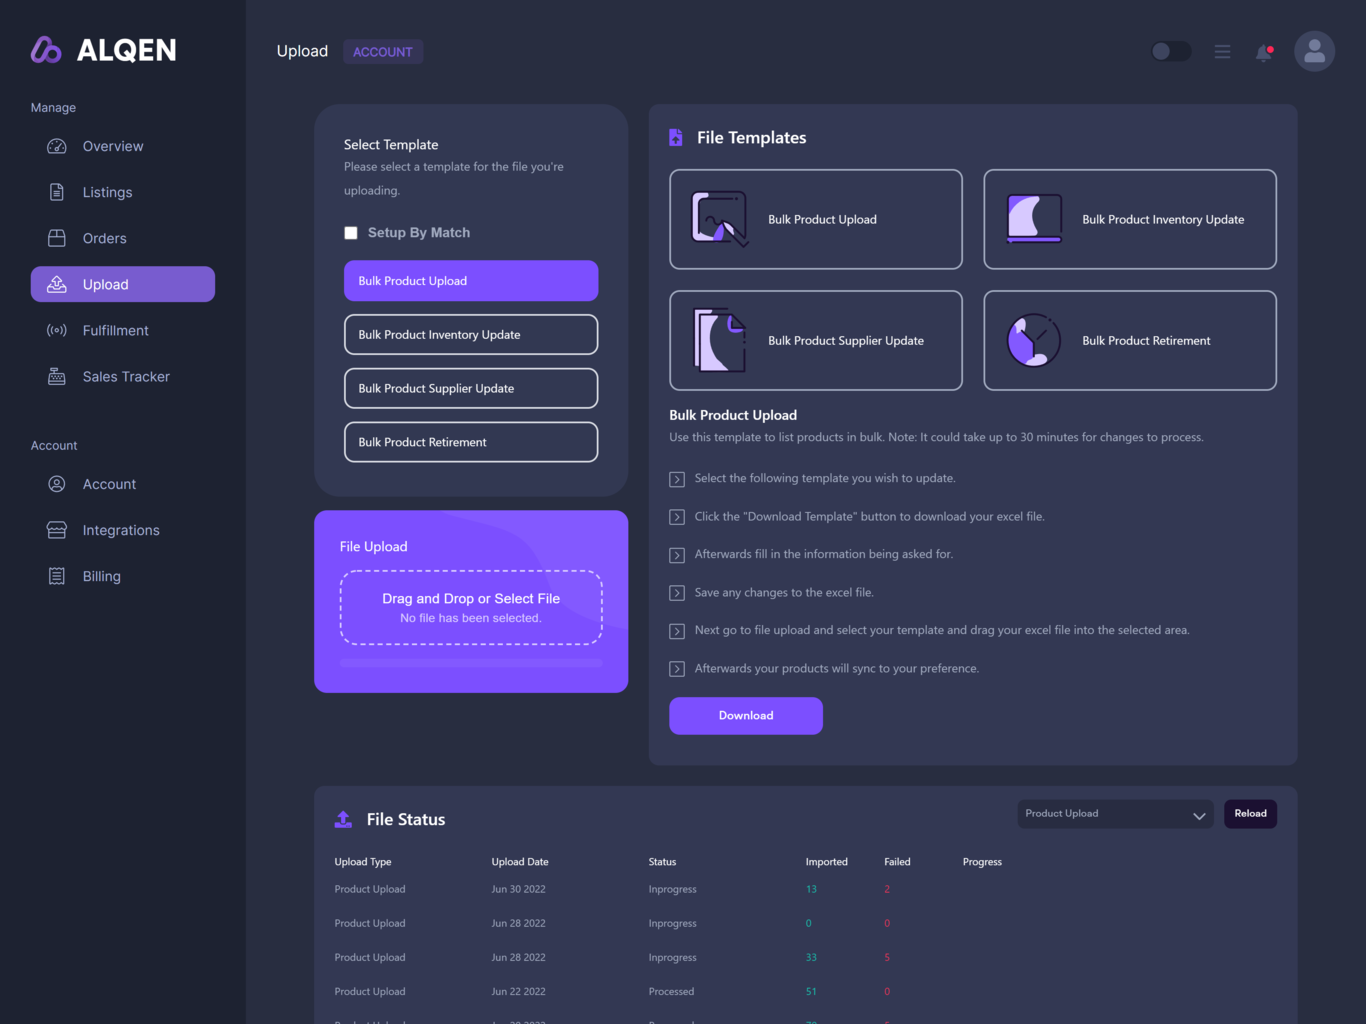 ALQEN
Manage
Overview
Listings
Orders
Upload
Fulfillment
Sales Tracker
Account
Account
Integrations
Billing
Upload
ACCOUNT
Select Template
Please select a template for the file you're
uploading.
Setup By Match
Bulk Product Upload
Bulk Product Inventory Update
Bulk Product Supplier Update
Bulk Product Retirement
File Upload
Drag and Drop or Select File
No file has been selected.
File Templates
Bulk Product Upload
Bulk Product Inventory Update
Bulk Product Supplier Update
Bulk Product Retirement
Bulk Product Upload
Use this template to list products in bulk. Note: It could take up to 30 minutes for changes to process.
Select the following template you wish to update.
Click the "Download Template" button to download your excel file.
Afterwards fill in the information being asked for.
Save any changes to the excel file.
Next go to file upload and select your template and drag your excel file into the selected area.
Afterwards your products will sync to your preference.
Download
File Status
Product Upload
Reload
Upload Type Upload Date Status Imported Failed Progress
Product Upload Jun 30 2022 Inprogress 13 2
Product Upload Jun 28 2022 Inprogress 0 0
Product Upload Jun 28 2022 Inprogress 33 5
Product Upload Jun 22 2022 Processed 51 0